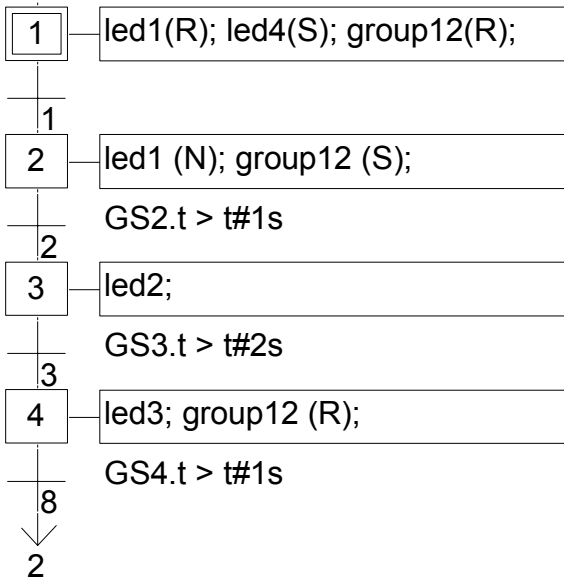 1 led1(R); led4(S); group12(R);
1
2 led1 (N); group12 (S);
GS2.t > t#1s
2
3 led2;
GS3.t > t#2s
3
4 led3; group12 (R);
GS4.t > t#1s
8
2